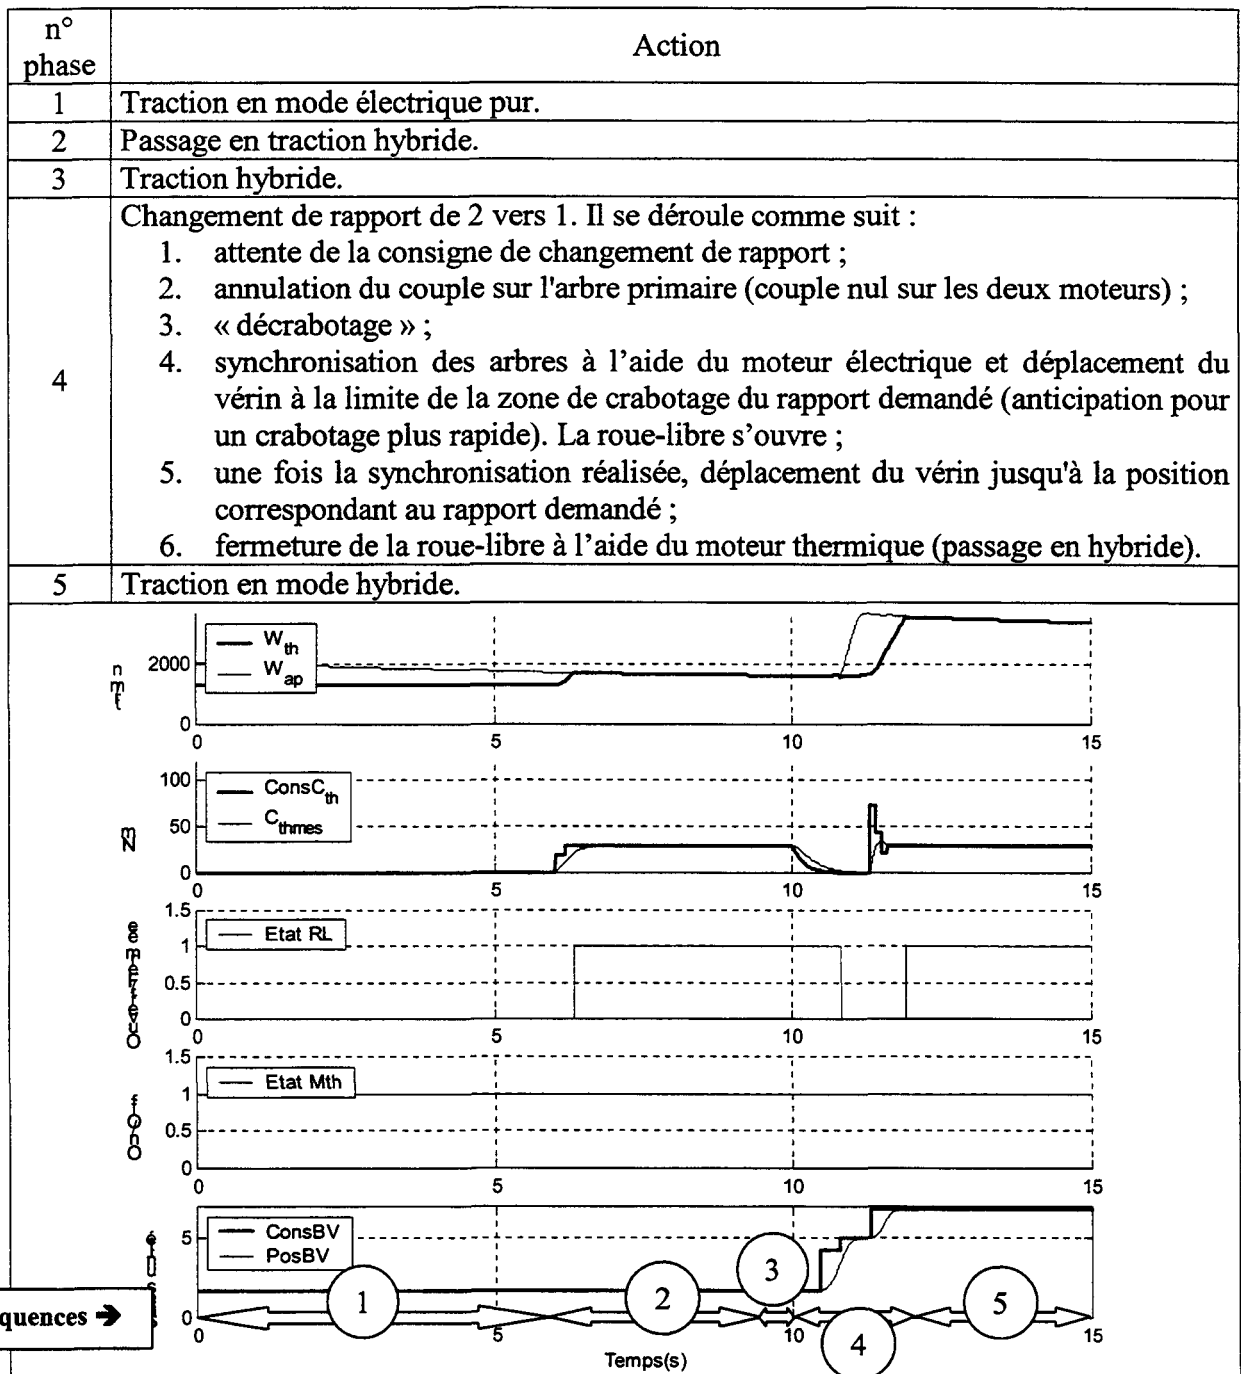 n°
phase
Action
1
Traction en mode électrique pur.
2
Passage en traction hybride.
3
Traction hybride.
4
Changement de rapport de 2 vers 1. Il se déroule comme suit :
1. attente de la consigne de changement de rapport ;
2. annulation du couple sur l'arbre primaire (couple nul sur les deux moteurs) ;
3. « décrabotage » ;
4. synchronisation des arbres à l'aide du moteur électrique et déplacement du
vérin à la limite de la zone de crabotage du rapport demandé (anticipation pour
un crabotage plus rapide). La roue-libre s'ouvre ;
5. une fois la synchronisation réalisée, déplacement du vérin jusqu'à la position
correspondant au rapport demandé ;
6. fermeture de la roue-libre à l'aide du moteur thermique (passage en hybride).
5
Traction en mode hybride.
W_th
W_ap
2000
0
0 5 10 15
ConsC_th
C_thmes
100
50
0
0 5 10 15
Etat RL
1.5
1
0.5
0
0 5 10 15
Etat Mth
1.5
1
0.5
0
0 5 10 15
ConsBV
PosBV
5
0
1 2 3 4 5
quences ➔
0 5 10 15
Temps(s)